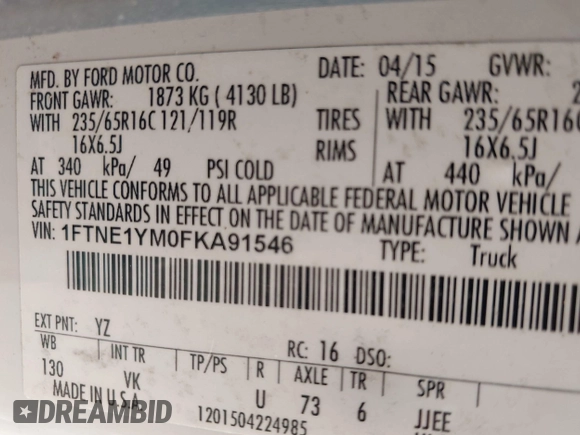 MFD. BY FORD MOTOR CO.
DATE: 04/15 GVWR:
FRONT GAWR: 1873 KG ( 4130 LB)
REAR GAWR: 2
WITH 235/65R16C 121/119R TIRES WITH 235/65R16C
16X6.5J RIMS 16X6.5J
AT 340 kPa/ 49 PSI COLD AT 440 kPa/
THIS VEHICLE CONFORMS TO ALL APPLICABLE FEDERAL MOTOR VEHICLE
SAFETY STANDARDS IN EFFECT ON THE DATE OF MANUFACTURE SHOWN
VIN: 1FTNE1YM0FKA91546
TYPE: Truck
EXT PNT: YZ RC: 16 DSO:
WB INT TR TP/PS R AXLE TR SPR
130 VK U 73 6 JJEE
MADE IN U.S.A.
1201504224985
DREAMBID